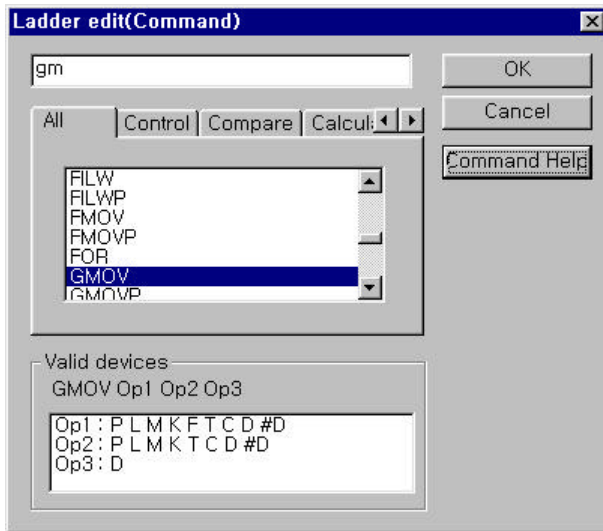 Ladder edit(Command)
gm
OK
Cancel
Command Help
All Control Compare Calcul
FILW
FILWP
FMOV
FMOVP
FOR
GMOV
GMOVP
Valid devices
GMOV Op1 Op2 Op3
Op1 : P L M K F T C D #D
Op2 : P L M K T C D #D
Op3 : D